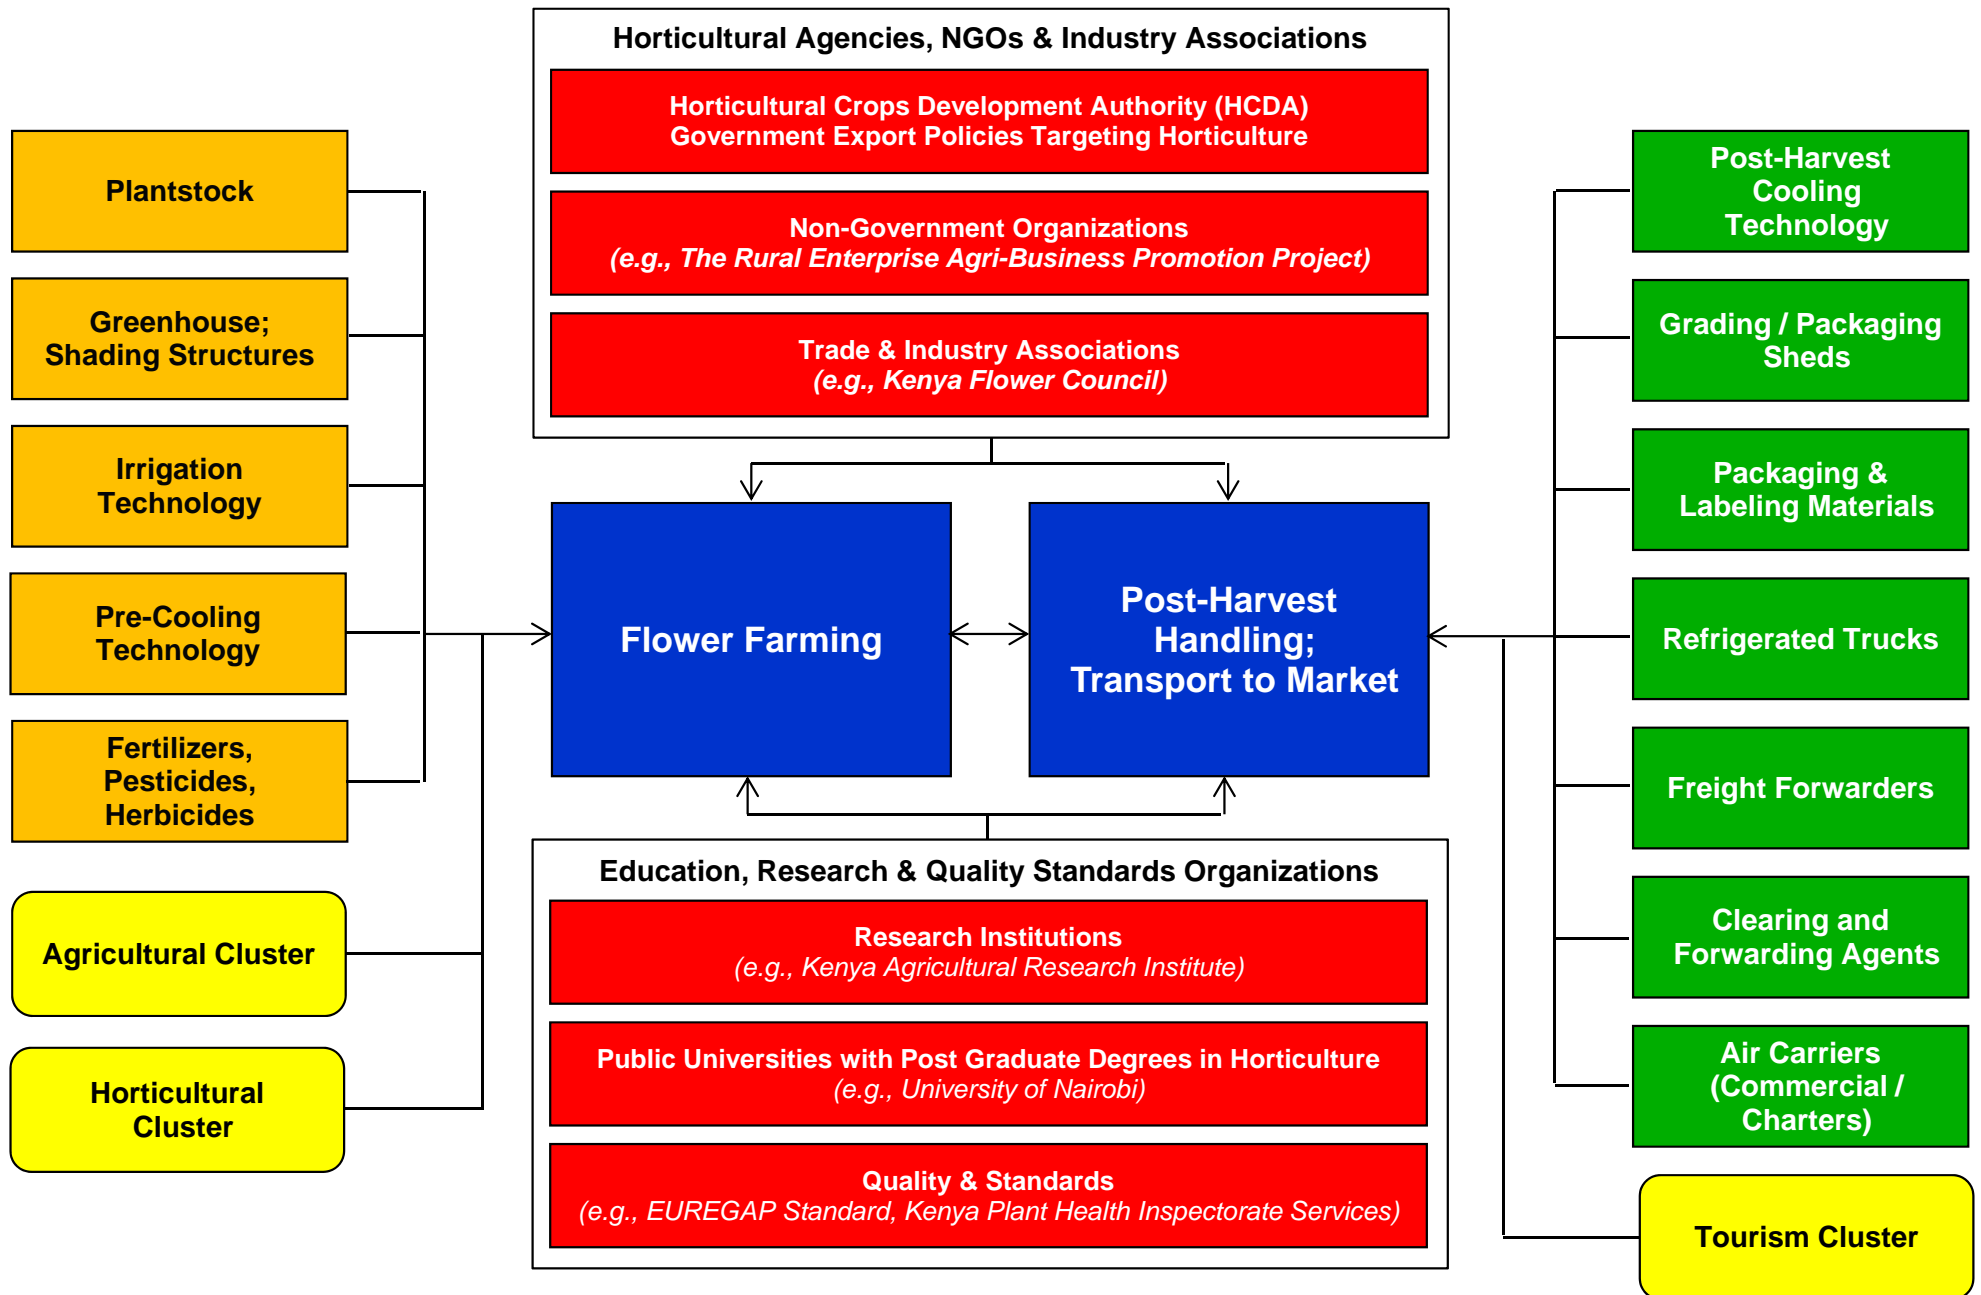 Horticultural Agencies, NGOs & Industry Associations
Horticultural Crops Development Authority (HCDA)
Government Export Policies Targeting Horticulture
Non-Government Organizations
(e.g., The Rural Enterprise Agri-Business Promotion Project)
Trade & Industry Associations
(e.g., Kenya Flower Council)
Plantstock
Greenhouse;
Shading Structures
Irrigation
Technology
Pre-Cooling
Technology
Fertilizers,
Pesticides,
Herbicides
Agricultural Cluster
Horticultural
Cluster
Flower Farming
Post-Harvest
Handling;
Transport to Market
Education, Research & Quality Standards Organizations
Research Institutions
(e.g., Kenya Agricultural Research Institute)
Public Universities with Post Graduate Degrees in Horticulture
(e.g., University of Nairobi)
Quality & Standards
(e.g., EUREGAP Standard, Kenya Plant Health Inspectorate Services)
Post-Harvest
Cooling
Technology
Grading / Packaging
Sheds
Packaging &
Labeling Materials
Refrigerated Trucks
Freight Forwarders
Clearing and
Forwarding Agents
Air Carriers
(Commercial /
Charters)
Tourism Cluster